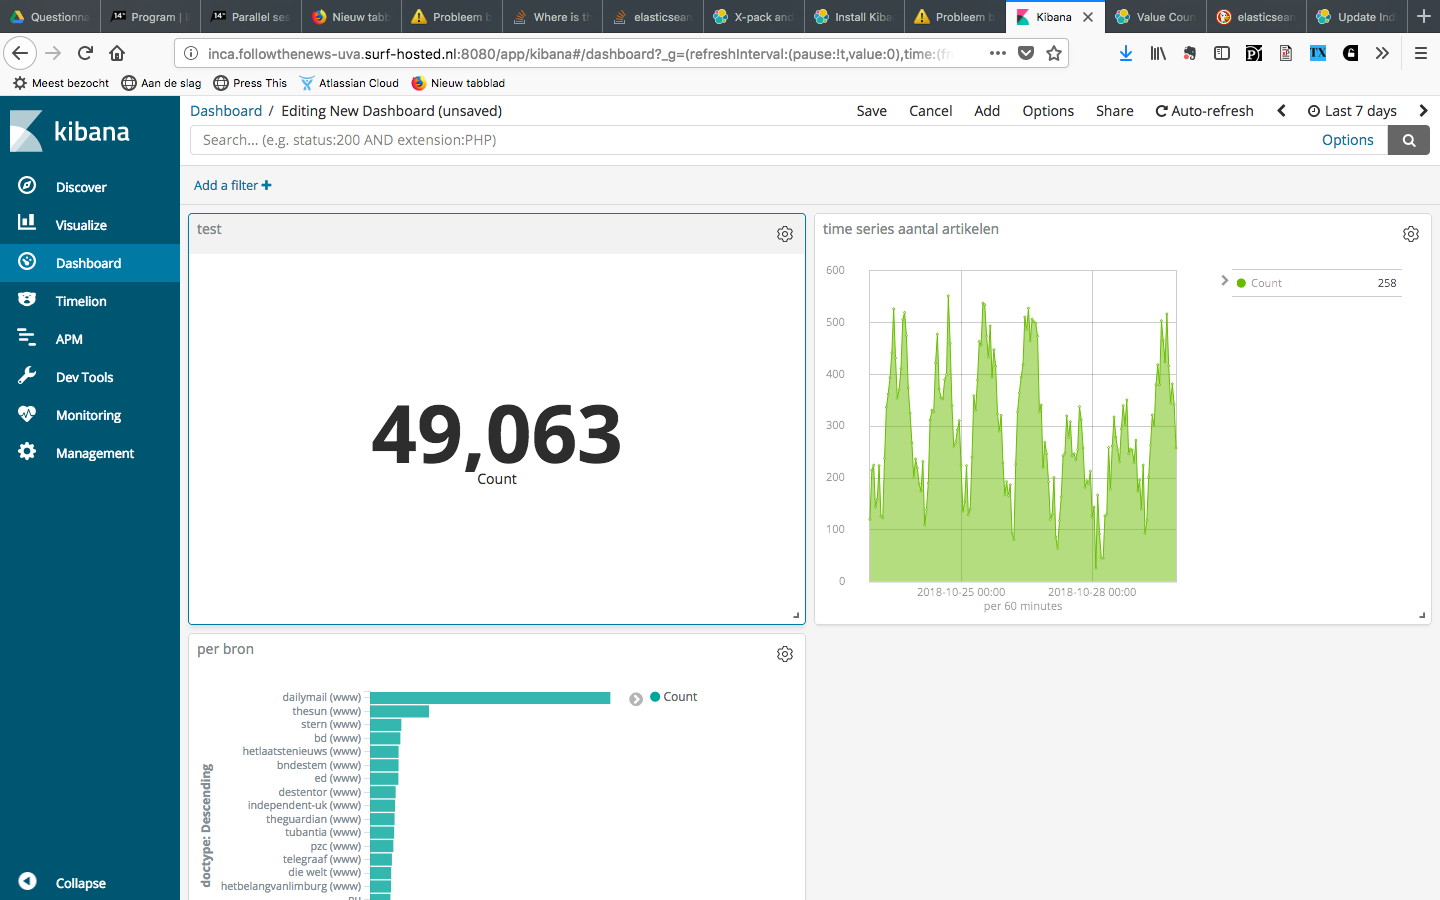 Questionna
14* Program | I
14* Parallel ses
Nieuw tabb
Probleem b
Where is th
elasticsear
X-pack and
Install Kiba
Probleem b
Kibana
Value Coun
elasticsear
Update Ind
inca.followthenews-uva.surf-hosted.nl:8080/app/kibana#/dashboard?_g=(refreshInterval:(pause:!t,value:0),time:(fr
Meest bezocht Aan de slag Press This Atlassian Cloud Nieuw tabblad
kibana
Discover
Visualize
Dashboard
Timelion
APM
Dev Tools
Monitoring
Management
Collapse
Dashboard / Editing New Dashboard (unsaved)
Save Cancel Add Options Share Auto-refresh Last 7 days
Search... (e.g. status:200 AND extension:PHP)
Options
Add a filter +
test
49,063
Count
time series aantal artikelen
600
500
400
300
200
100
0
2018-10-25 00:00 2018-10-28 00:00
per 60 minutes
Count 258
per bron
doctype: Descending
dailymail (www)
thesun (www)
stern (www)
bd (www)
hetlaatstenieuws (www)
bndestem (www)
ed (www)
destentor (www)
independent-uk (www)
theguardian (www)
tubantia (www)
pzc (www)
telegraaf (www)
die welt (www)
hetbelangvanlimburg (www)
Count